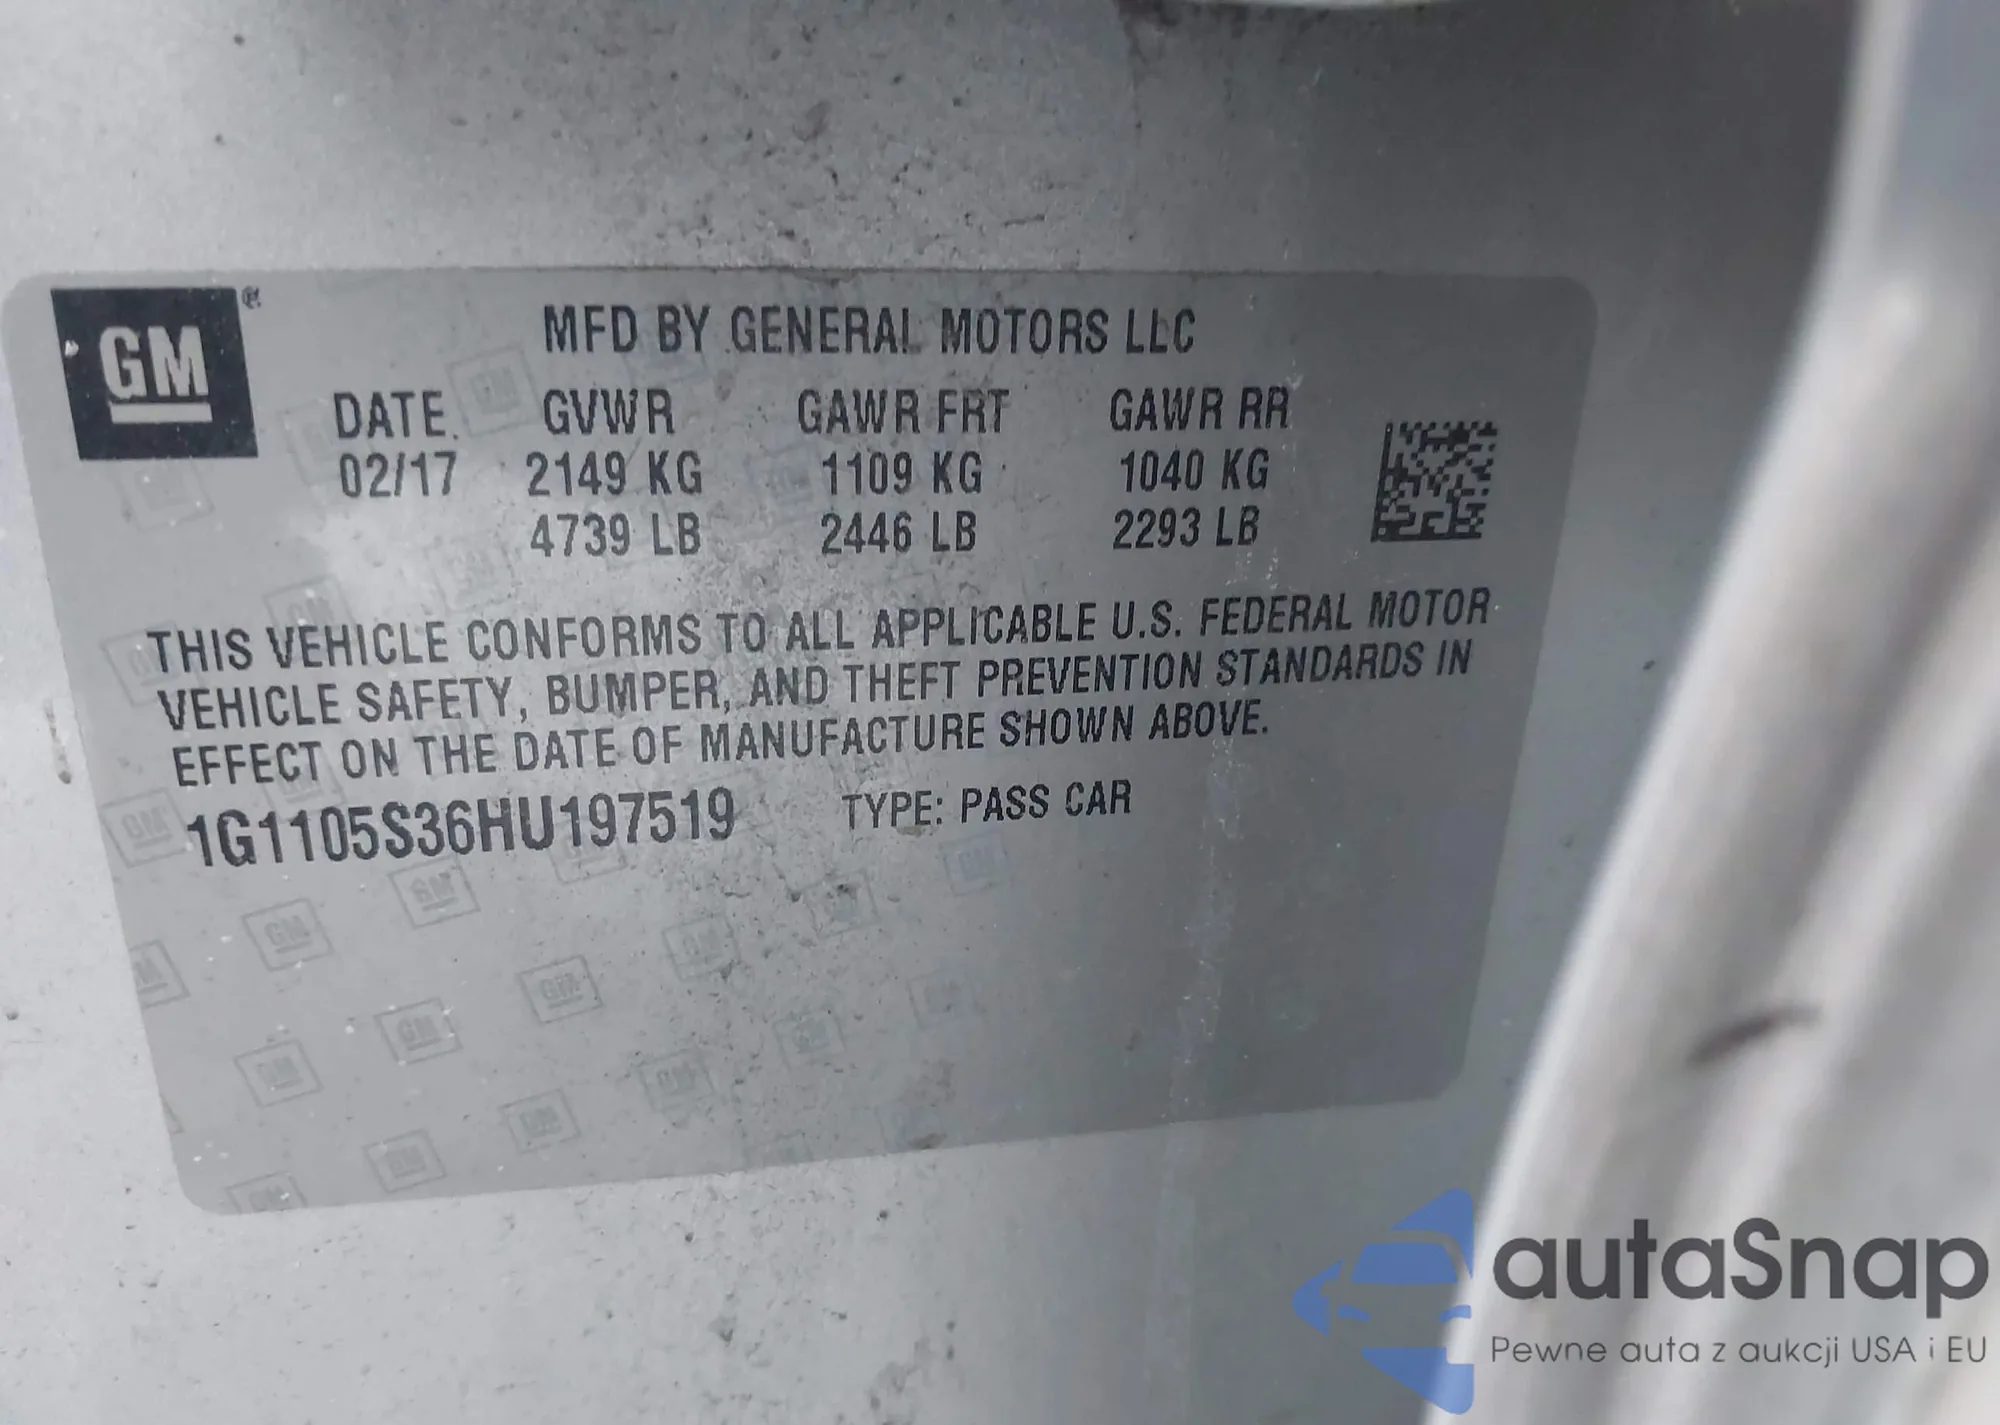 GM®
MFD BY GENERAL MOTORS LLC
DATE GVWR GAWR FRT GAWR RR
02/17 2149 KG 1109 KG 1040 KG
4739 LB 2446 LB 2293 LB
THIS VEHICLE CONFORMS TO ALL APPLICABLE U.S. FEDERAL MOTOR
VEHICLE SAFETY, BUMPER, AND THEFT PREVENTION STANDARDS IN
EFFECT ON THE DATE OF MANUFACTURE SHOWN ABOVE.
1G1105S36HU197519 TYPE: PASS CAR
autaSnap
Pewne auta z aukcji USA i EU